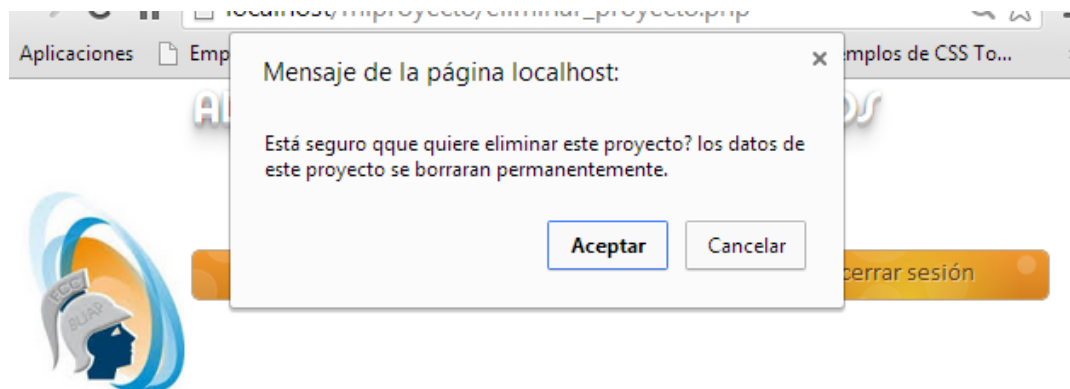 localhost/miproyecto/eliminar_proyecto.php
Aplicaciones Emp emplos de CSS To...
Mensaje de la página localhost:
Está seguro qque quiere eliminar este proyecto? los datos de
este proyecto se borraran permanentemente.
Aceptar Cancelar
cerrar sesión
FCC
BUAP